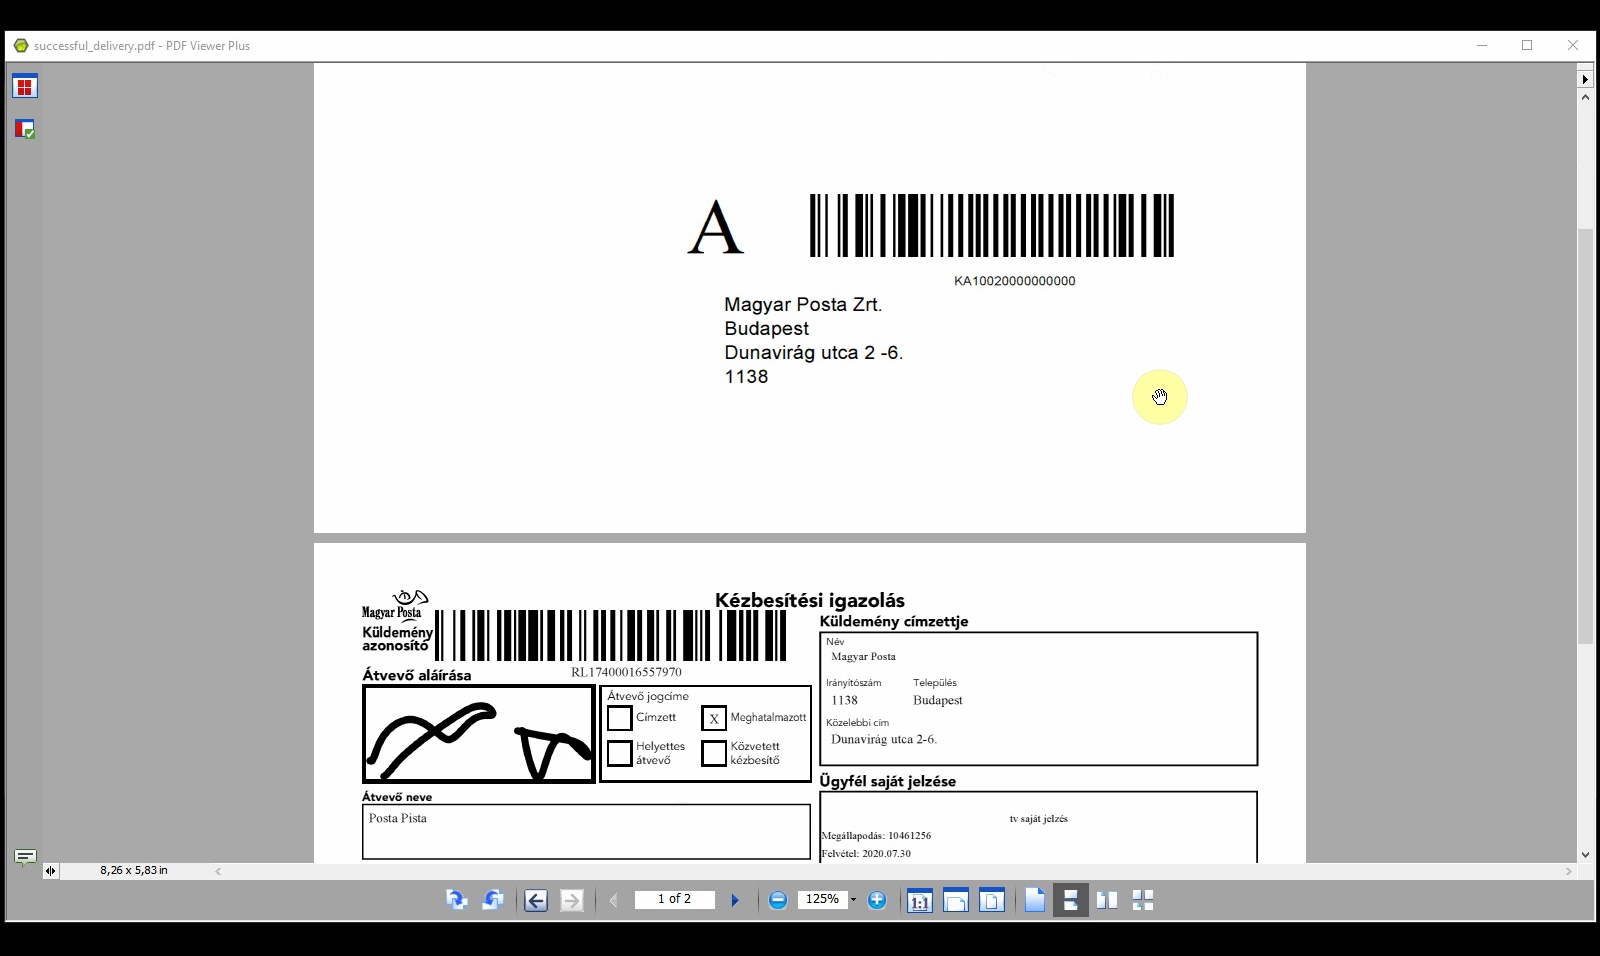 successful_delivery.pdf - PDF Viewer Plus
A
KA10020000000000
Magyar Posta Zrt.
Budapest
Dunavirág utca 2 -6.
1138
Magyar Posta
Kézbesítési igazolás
Küldemény azonosító
RL17400016557970
Átvevő aláírása
Átvevő jogcíme
Címzett
X Meghatalmazott
Helyettes átvevő
Közvetett kézbesítő
Átvevő neve
Posta Pista
Küldemény címzettje
Név
Magyar Posta
Irányítószám Település
1138 Budapest
Közelebbi cím
Dunavirág utca 2-6.
Ügyfél saját jelzése
tv saját jelzés
Megállapodás: 10461256
Felvétel: 2020.07.30
8,26 x 5,83 in
1 of 2
125%
1:1